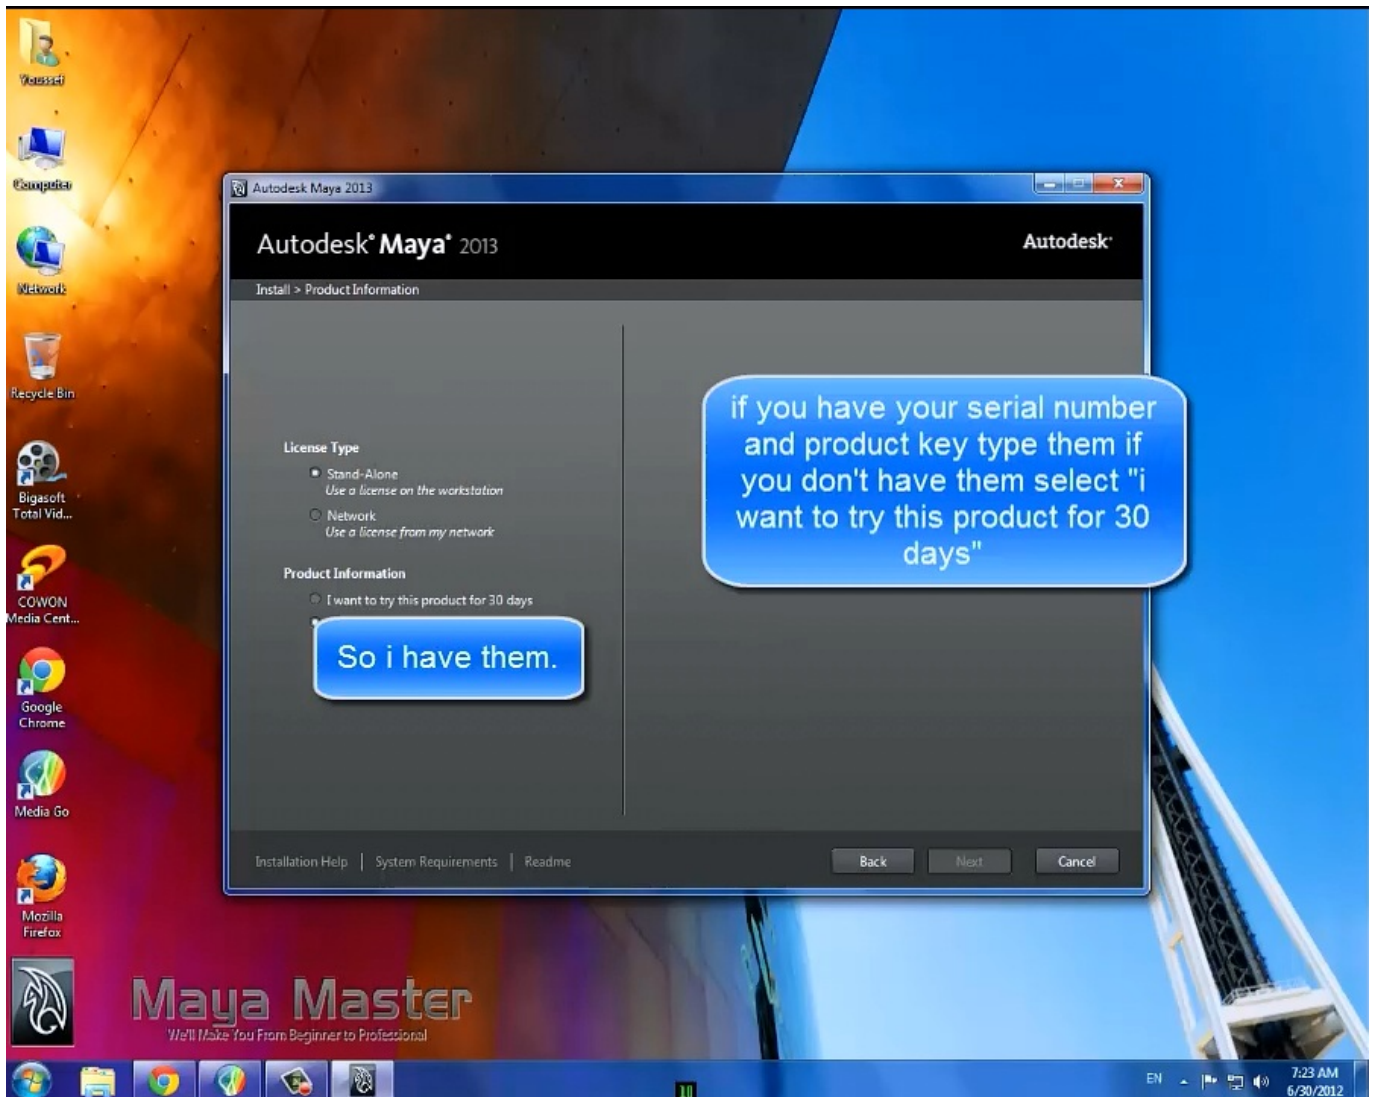 Youssef
Computer
Network
Recycle Bin
Bigasoft
Total Vid...
COWON
Media Cent...
Google
Chrome
Media Go
Mozilla
Firefox
Autodesk Maya 2013
Autodesk® Maya® 2013
Autodesk®
Install > Product Information
License Type
Stand-Alone
Use a license on the workstation
Network
Use a license from my network
Product Information
I want to try this product for 30 days
So i have them.
if you have your serial number
and product key type them if
you don't have them select "i
want to try this product for 30
days"
Installation Help | System Requirements | Readme
Back
Next
Cancel
Maya Master
We'll Make You From Beginner to Professional
EN
7:23 AM
6/30/2012